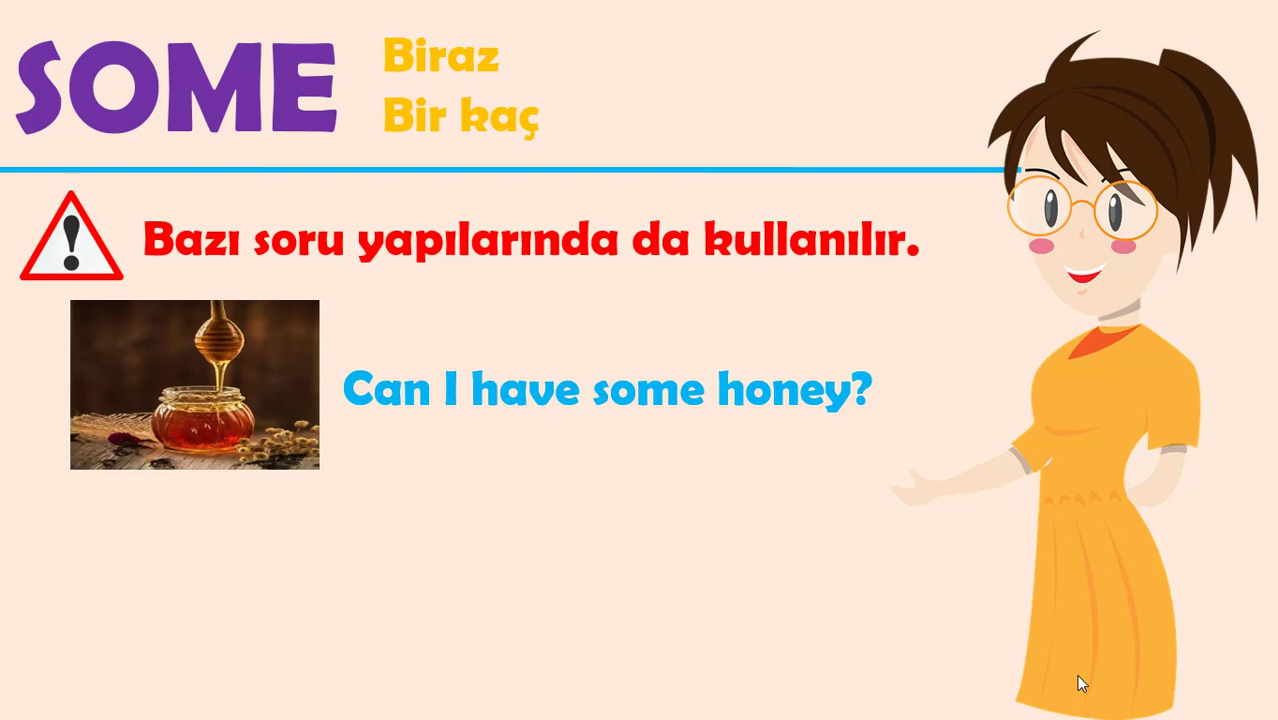 SOME
Biraz
Bir kaç
Bazı soru yapılarında da kullanılır.
Can I have some honey?